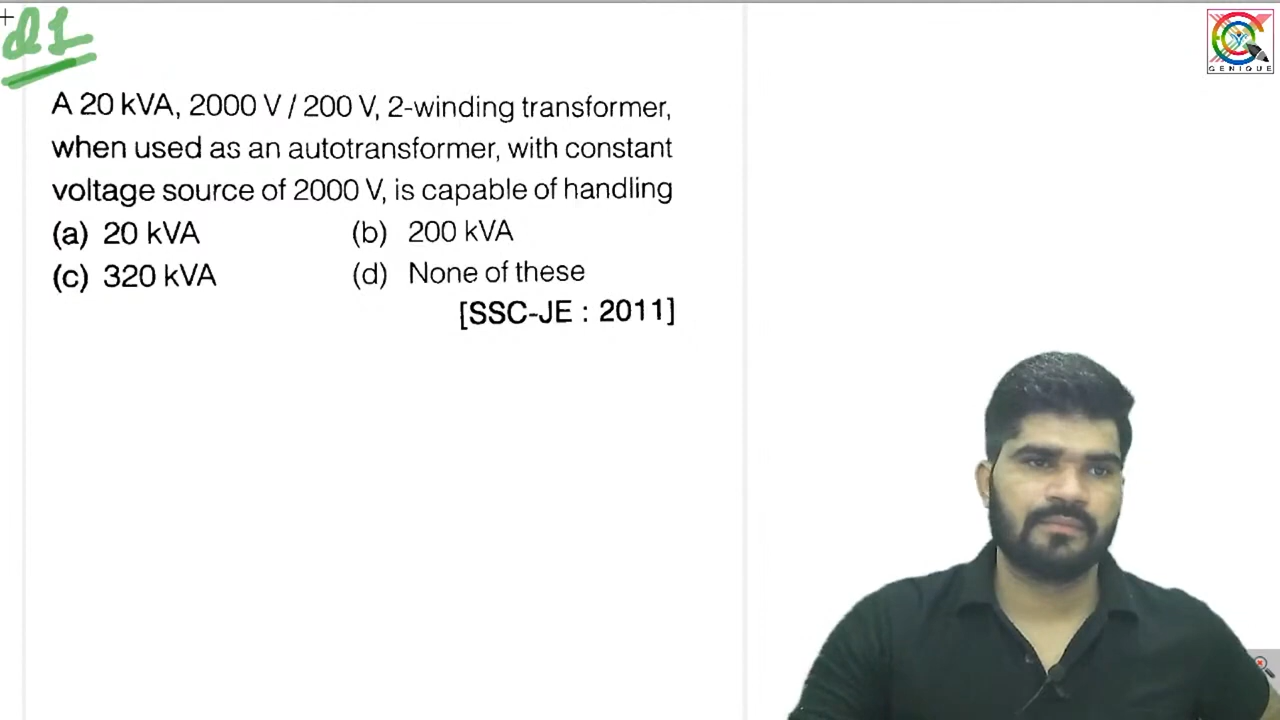 Q1
GENIQUE
A 20 kVA, 2000 V / 200 V, 2-winding transformer,
when used as an autotransformer, with constant
voltage source of 2000 V, is capable of handling
(a) 20 kVA (b) 200 kVA
(c) 320 kVA (d) None of these
[SSC-JE : 2011]